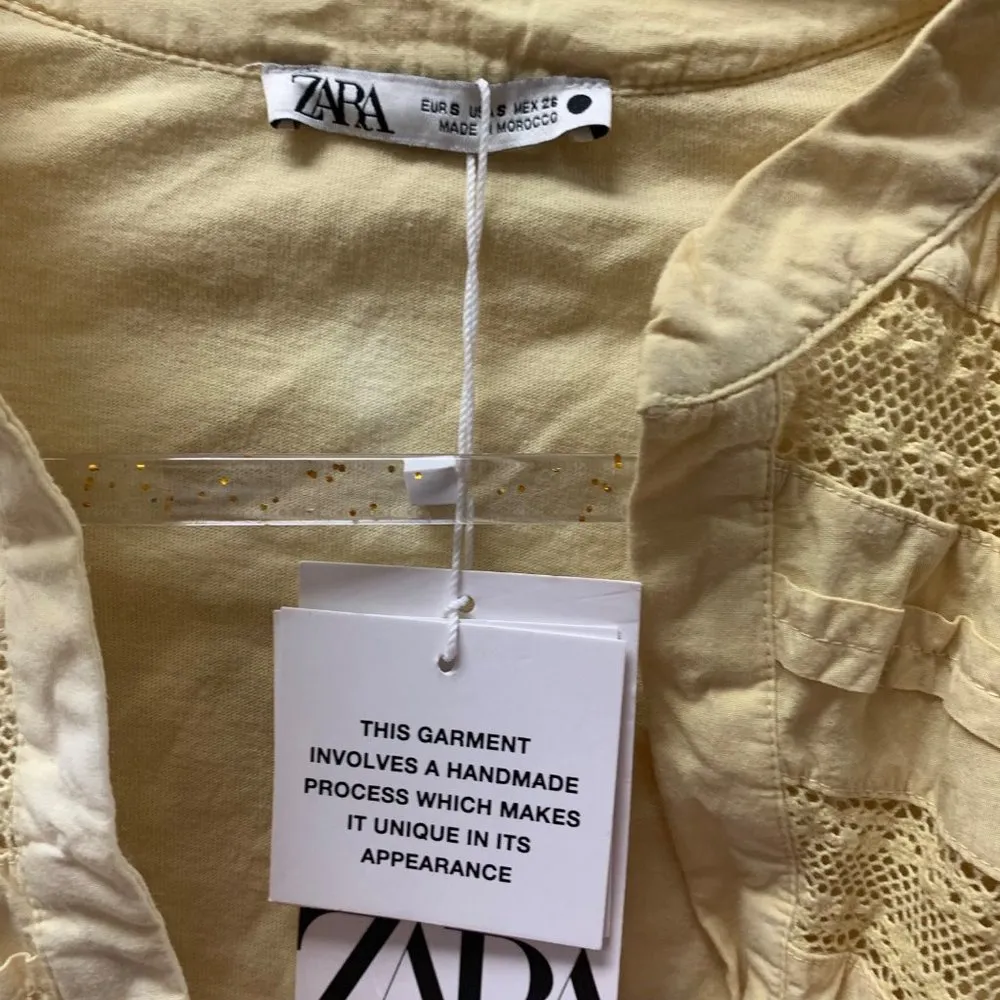 ZARA
EUR S US S MEX 26
MADE MOROCCO
THIS GARMENT
INVOLVES A HANDMADE
PROCESS WHICH MAKES
IT UNIQUE IN ITS
APPEARANCE
ZARA